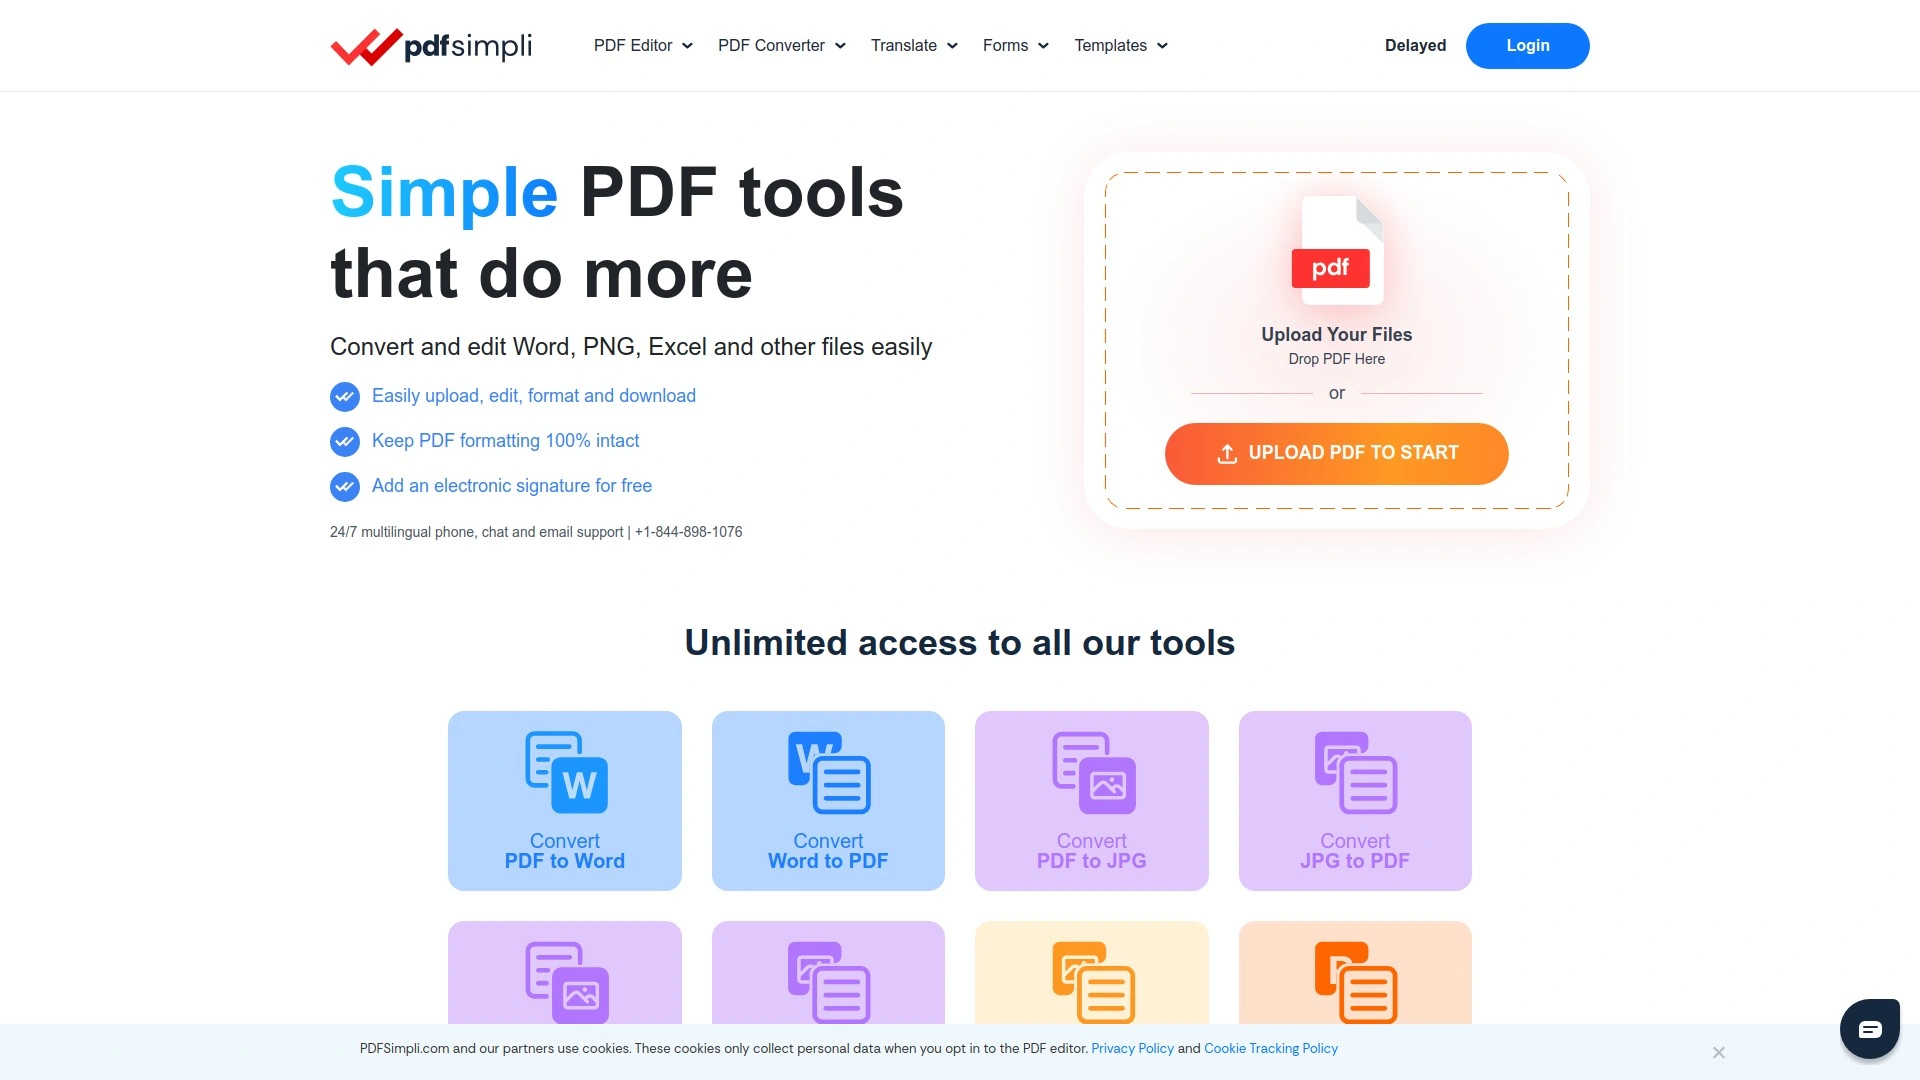 pdfsimpli
PDF Editor
PDF Converter
Translate
Forms
Templates
Delayed
Login
Simple PDF tools
that do more
Convert and edit Word, PNG, Excel and other files easily
Easily upload, edit, format and download
Keep PDF formatting 100% intact
Add an electronic signature for free
24/7 multilingual phone, chat and email support | +1-844-898-1076
pdf
Upload Your Files
Drop PDF Here
or
UPLOAD PDF TO START
Unlimited access to all our tools
W
Convert
PDF to Word
W
Convert
Word to PDF
Convert
PDF to JPG
Convert
JPG to PDF
P
PDFSimpli.com and our partners use cookies. These cookies only collect personal data when you opt in to the PDF editor. Privacy Policy and Cookie Tracking Policy